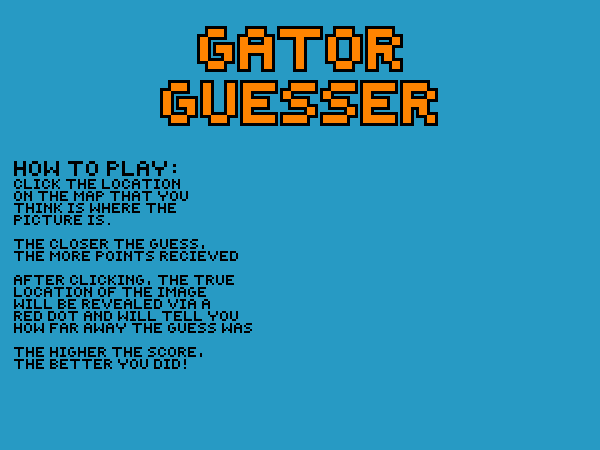 GATOR
GUESSER
HOW TO PLAY:
CLICK THE LOCATION
ON THE MAP THAT YOU
THINK IS WHERE THE
PICTURE IS.
THE CLOSER THE GUESS,
THE MORE POINTS RECIEVED
AFTER CLICKING, THE TRUE
LOCATION OF THE IMAGE
WILL BE REVEALED VIA A
RED DOT AND WILL TELL YOU
HOW FAR AWAY THE GUESS WAS
THE HIGHER THE SCORE,
THE BETTER YOU DID!